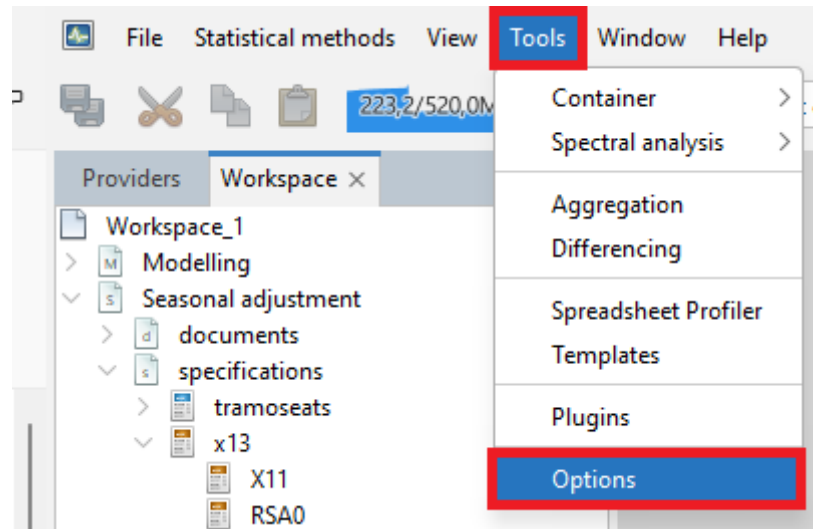 File Statistical methods View Tools Window Help
223,2/520,0M
Container
Spectral analysis
Aggregation
Differencing
Spreadsheet Profiler
Templates
Plugins
Options
Providers Workspace ×
Workspace_1
M Modelling
s Seasonal adjustment
d documents
s specifications
tramoseats
x13
X11
RSA0